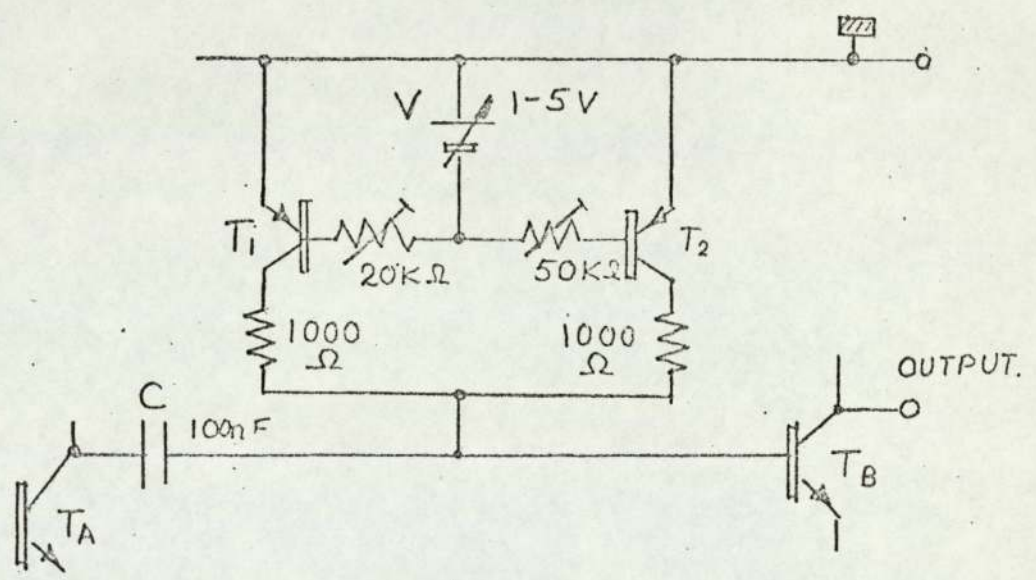 V 1-5V
T1 T2
20KΩ 50KΩ
1000 1000
Ω Ω
OUTPUT.
C 100nF
TB
TA